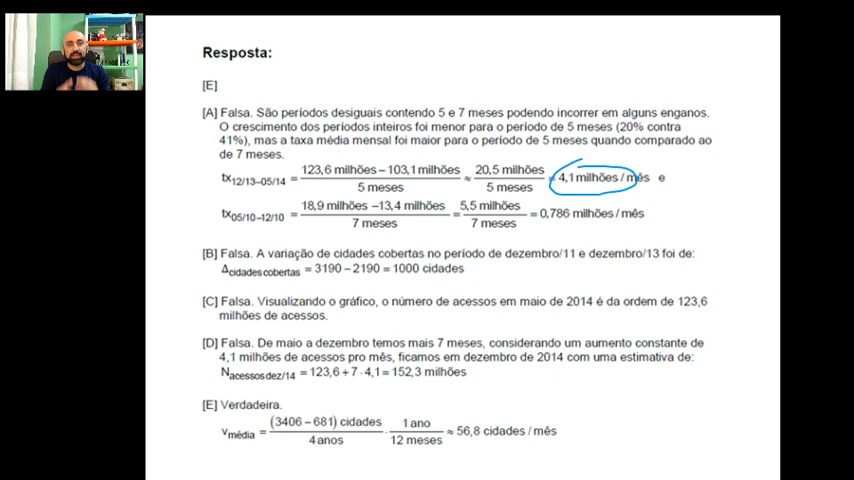 Resposta:
[E]
[A] Falsa. São períodos desiguais contendo 5 e 7 meses podendo incorrer em alguns enganos.
O crescimento dos períodos inteiros foi menor para o período de 5 meses (20% contra
41%), mas a taxa média mensal foi maior para o período de 5 meses quando comparado ao
de 7 meses.
tx12/13−05/14 = (123,6 milhões − 103,1 milhões) / 5 meses ≈ 20,5 milhões / 5 meses = 4,1 milhões / mês e
tx05/10−12/10 = (18,9 milhões − 13,4 milhões) / 7 meses = 5,5 milhões / 7 meses = 0,786 milhões / mês
[B] Falsa. A variação de cidades cobertas no período de dezembro/11 e dezembro/13 foi de:
Δcidades cobertas = 3190 − 2190 = 1000 cidades
[C] Falsa. Visualizando o gráfico, o número de acessos em maio de 2014 é da ordem de 123,6
milhões de acessos.
[D] Falsa. De maio a dezembro temos mais 7 meses, considerando um aumento constante de
4,1 milhões de acessos pro mês, ficamos em dezembro de 2014 com uma estimativa de:
Nacessos dez/14 = 123,6 + 7 · 4,1 = 152,3 milhões
[E] Verdadeira.
vmédia = (3406 − 681) cidades / 4 anos · 1 ano / 12 meses ≈ 56,8 cidades / mês